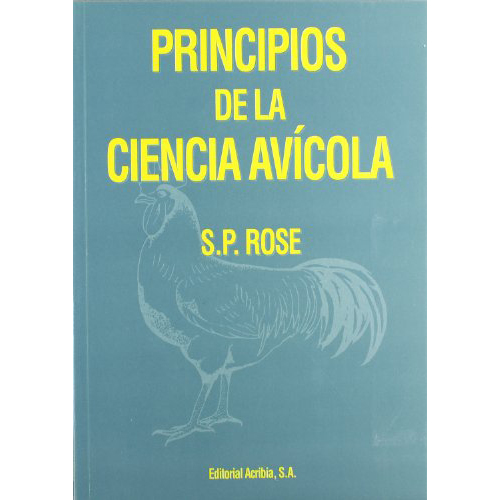 PRINCIPIOS
DE LA
CIENCIA AVÍCOLA
S.P. ROSE
Editorial Acribia, S.A.